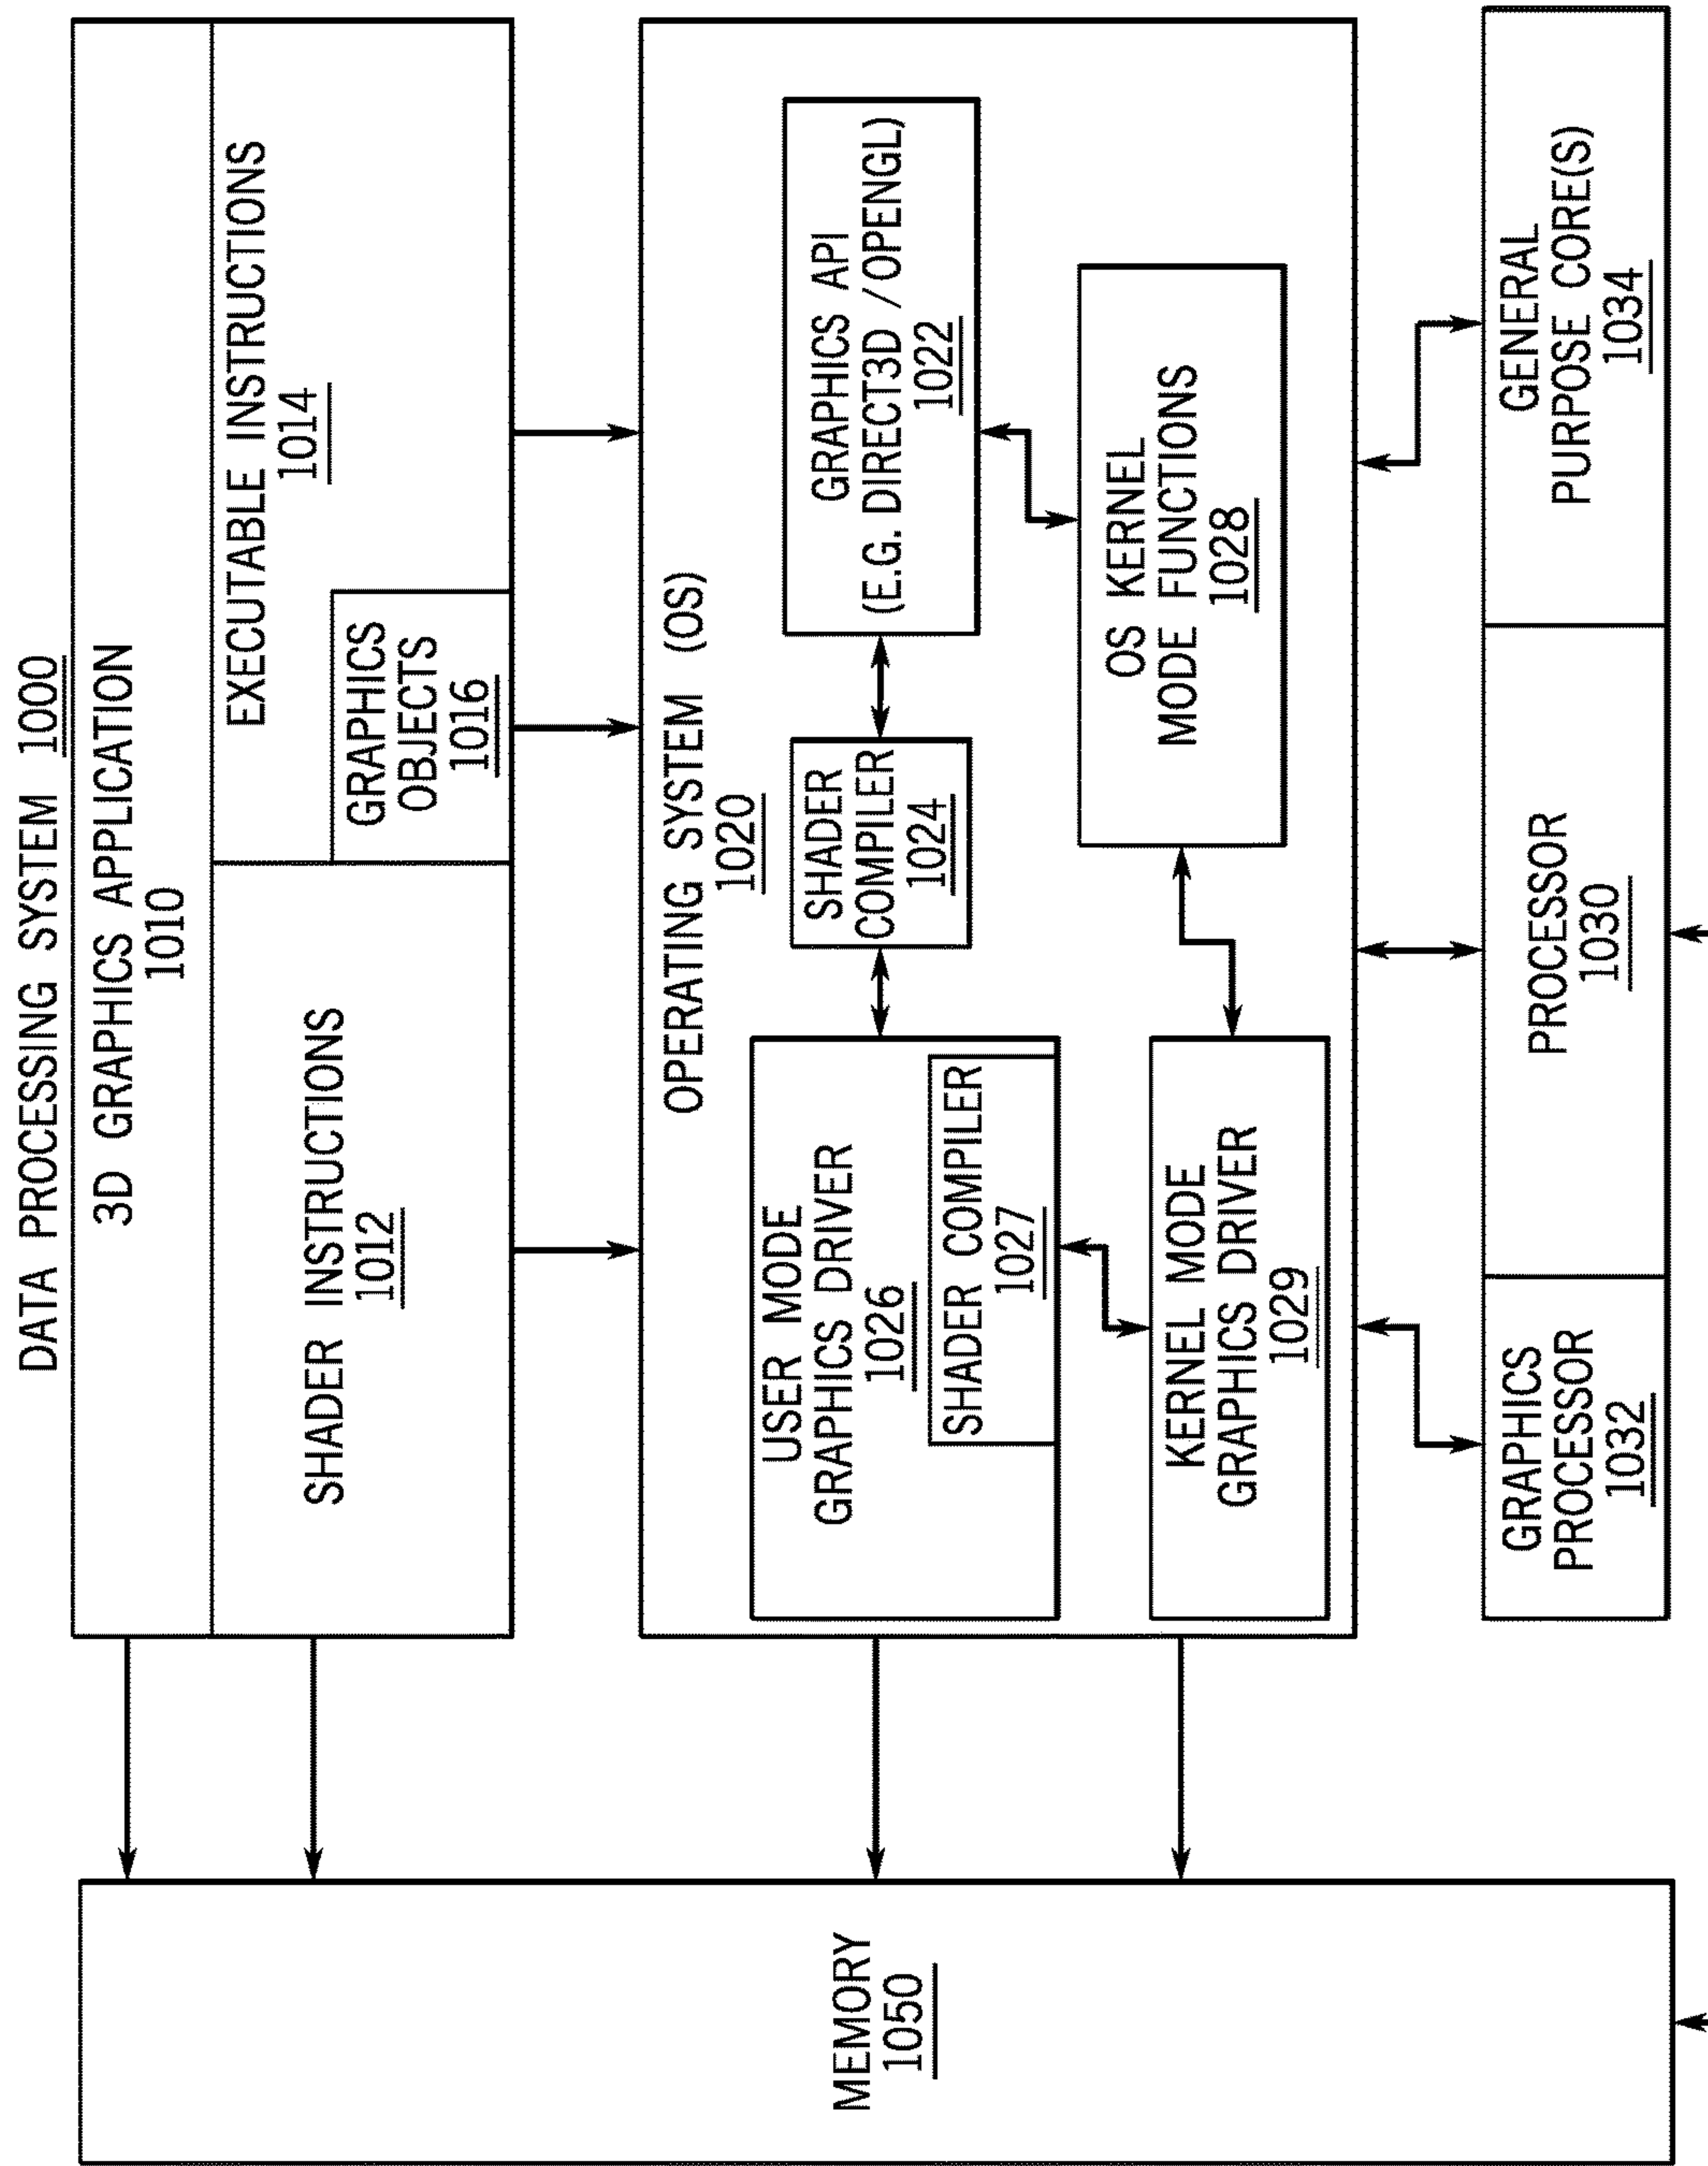 DATA PROCESSING SYSTEM 1000
3D GRAPHICS APPLICATION
1010
SHADER INSTRUCTIONS
1012
EXECUTABLE INSTRUCTIONS
1014
GRAPHICS
OBJECTS
1016
OPERATING SYSTEM (OS)
1020
USER MODE
GRAPHICS DRIVER
1026
SHADER COMPILER
1027
SHADER
COMPILER
1024
GRAPHICS API
(E.G. DIRECT3D /OPENGL)
1022
KERNEL MODE
GRAPHICS DRIVER
1029
OS KERNEL
MODE FUNCTIONS
1028
GRAPHICS
PROCESSOR
1032
PROCESSOR
1030
GENERAL
PURPOSE CORE(S)
1034
MEMORY
1050